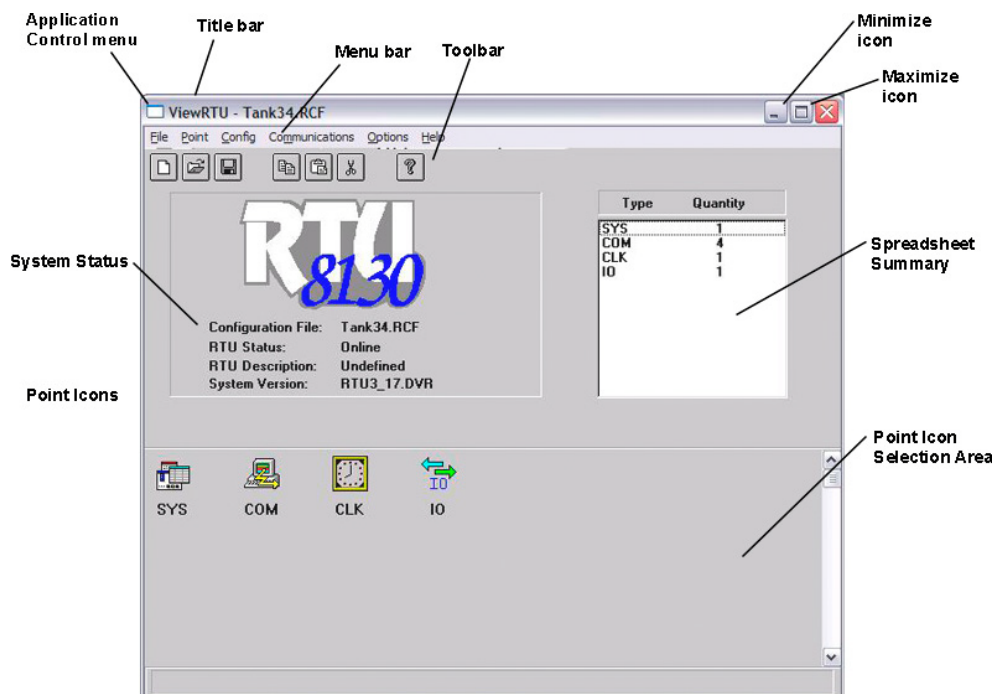 Application
Control menu
Title bar
Menu bar
Toolbar
Minimize
icon
Maximize
icon
ViewRTU - Tank34.RCF
File Point Config Communications Options Help
System Status
RTU
8130
Configuration File: Tank34.RCF
RTU Status: Online
RTU Description: Undefined
System Version: RTU3_17.DVR
Type Quantity
SYS 1
COM 4
CLK 1
IO 1
Spreadsheet
Summary
Point Icons
Point Icon
Selection Area
IO
SYS COM CLK IO